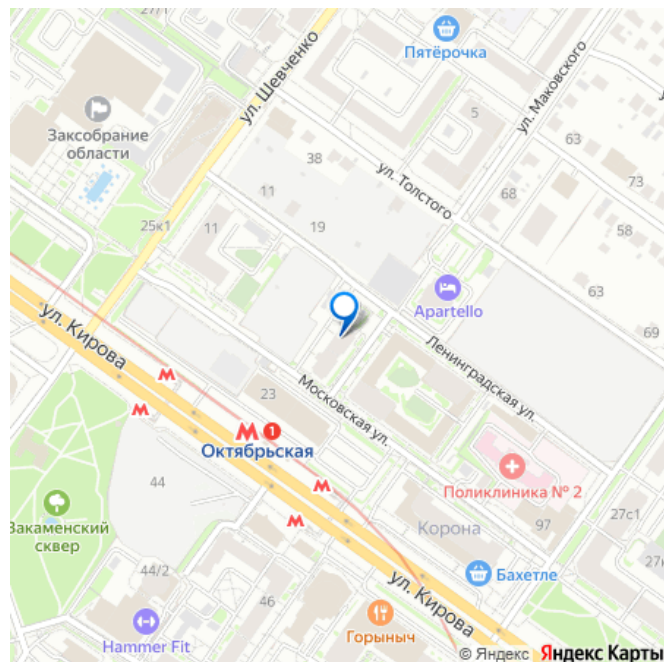 27/1
Пятёрочка
ул. Шевченко
ул. Маковского
Заксобрание
области
5
63
38
ул. Толстого
73
11
68
25к1
11
19
58
Apartello
63
ул. Кирова
Ленинградская ул.
69
23
Московская ул.
1
Октябрьская
44
Поликлиника № 2
27с1
Закаменский
сквер
Корона
97
44/2
Бахетле
46
ул. Кирова
Hammer Fit
Горыныч
© Яндекс Яндекс Карты